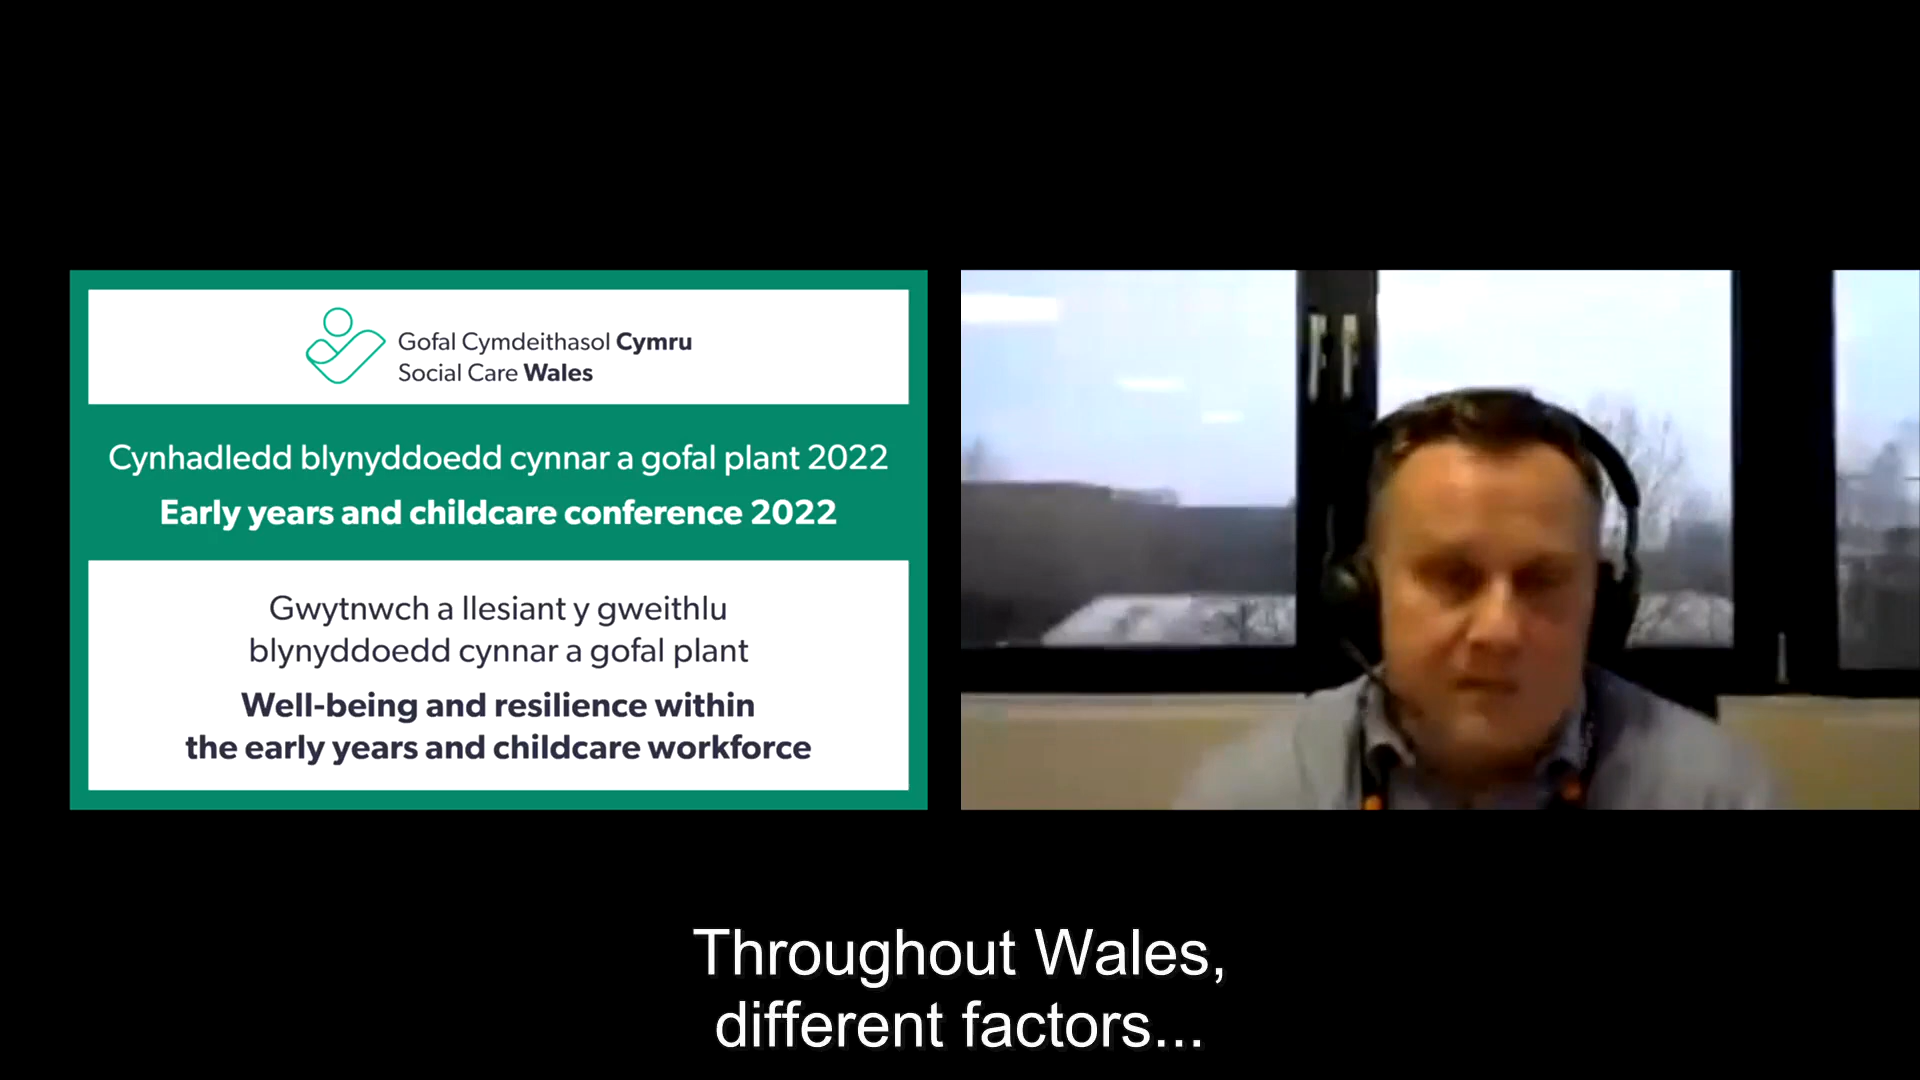 Gofal Cymdeithasol Cymru
Social Care Wales
Cynhadledd blynyddoedd cynnar a gofal plant 2022
Early years and childcare conference 2022
Gwytnwch a llesiant y gweithlu
blynyddoedd cynnar a gofal plant
Well-being and resilience within
the early years and childcare workforce
Throughout Wales,
different factors...